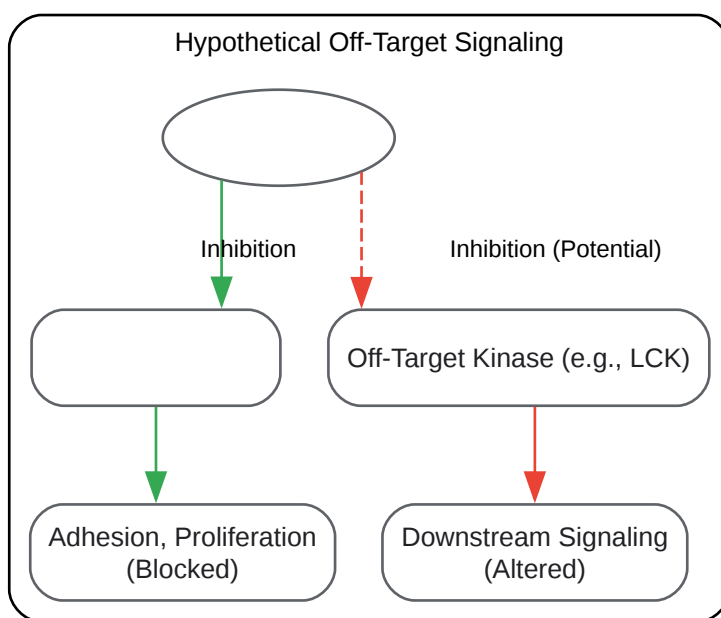 Hypothetical Off-Target Signaling
Inhibition
Inhibition (Potential)
Off-Target Kinase (e.g., LCK)
Adhesion, Proliferation
(Blocked)
Downstream Signaling
(Altered)